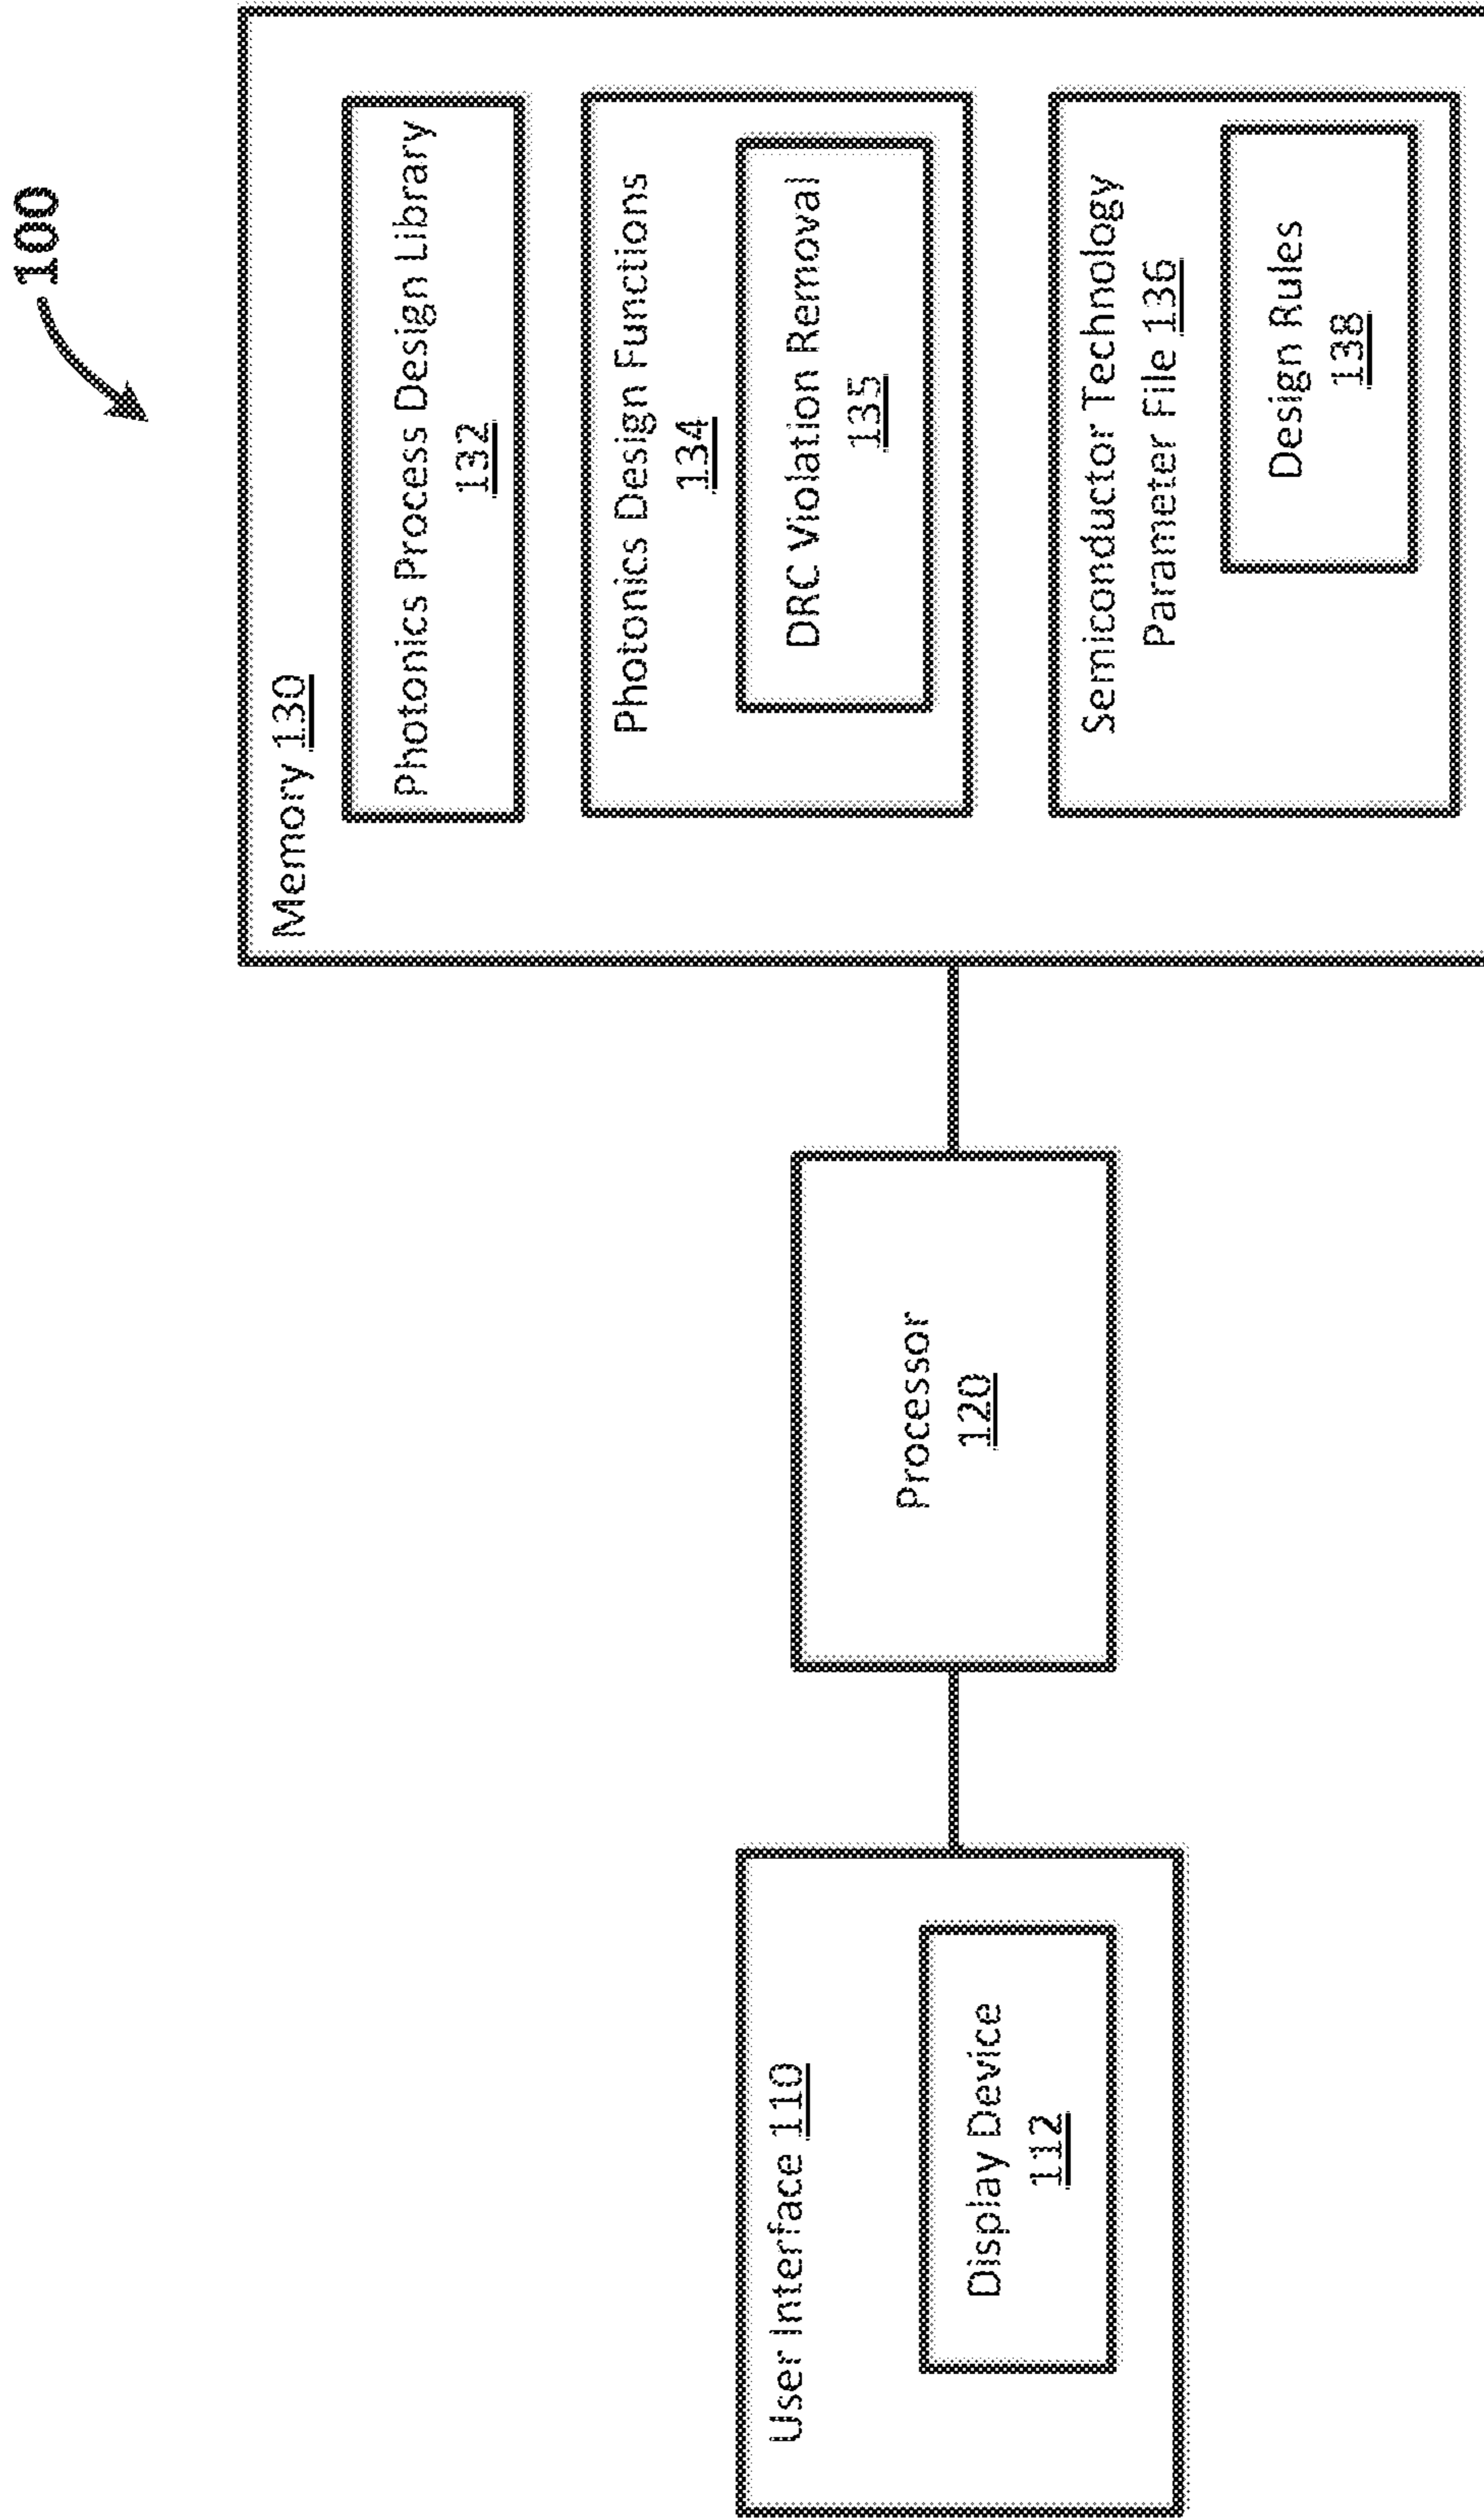 100
User Interface 110
Display Device
112
Processor
120
Memory 130
Photonics Process Design Library
132
Photonics Design Functions
134
DRC Violation Removal
135
Semiconductor Technology
Parameter File 136
Design Rules
138